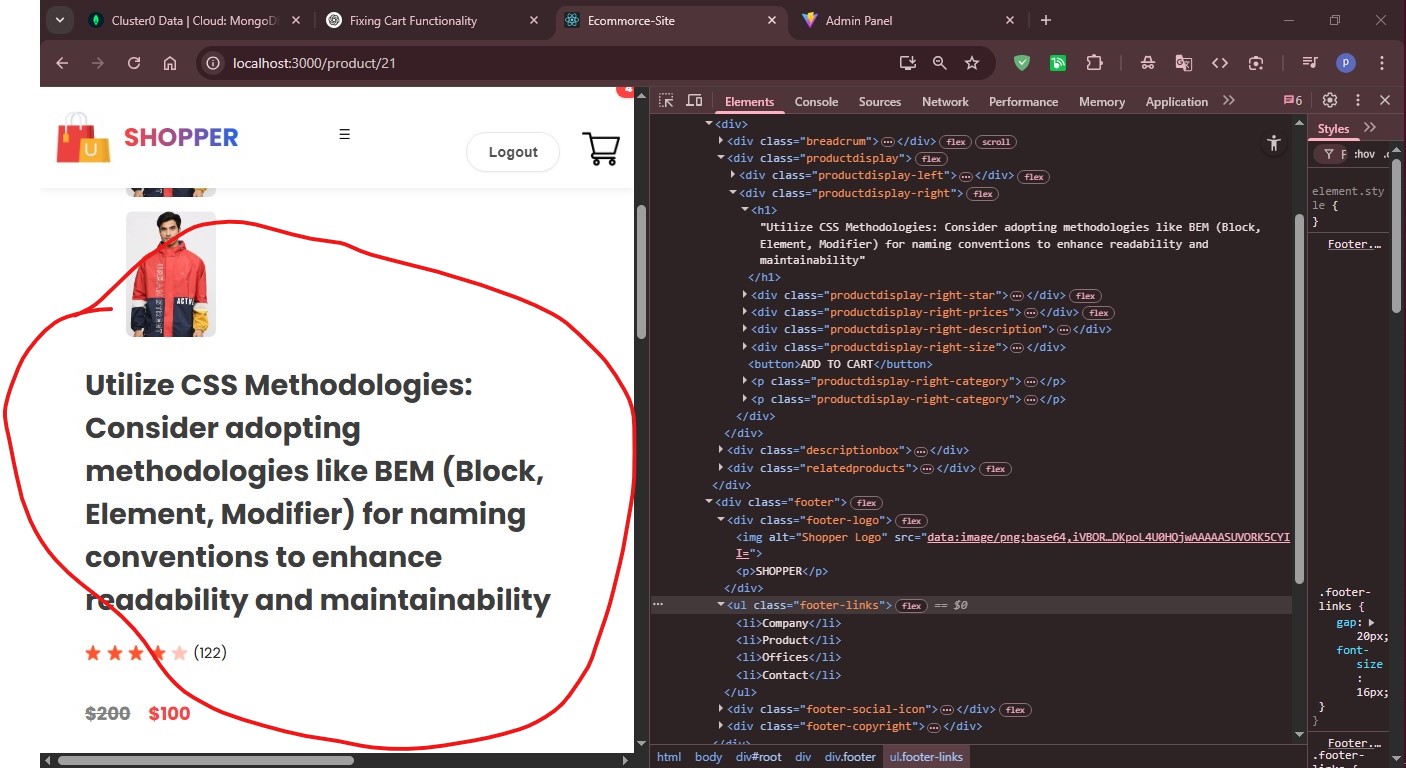 Cluster0 Data | Cloud: MongoD
Fixing Cart Functionality
Ecommorce-Site
Admin Panel
localhost:3000/product/21
P
4
SHOPPER
☰
Logout
ACTIVE
Utilize CSS Methodologies:
Consider adopting
methodologies like BEM (Block,
Element, Modifier) for naming
conventions to enhance
readability and maintainability
(122)
$200 $100
Elements Console Sources Network Performance Memory Application 6
<div>
<div class="breadcrum"> … </div> flex scroll
<div class="productdisplay"> flex
<div class="productdisplay-left"> … </div> flex
<div class="productdisplay-right"> flex
<h1>
"Utilize CSS Methodologies: Consider adopting methodologies like BEM (Block,
Element, Modifier) for naming conventions to enhance readability and
maintainability"
</h1>
<div class="productdisplay-right-star"> … </div> flex
<div class="productdisplay-right-prices"> … </div> flex
<div class="productdisplay-right-description"> … </div>
<div class="productdisplay-right-size"> … </div>
<button>ADD TO CART</button>
<p class="productdisplay-right-category"> … </p>
<p class="productdisplay-right-category"> … </p>
</div>
</div>
<div class="descriptionbox"> … </div>
<div class="relatedproducts"> … </div> flex
</div>
<div class="footer"> flex
<div class="footer-logo"> flex
<img alt="Shopper Logo" src="data:image/png;base64,iVBOR…DKpoL4U0HQjwAAAAASUVORK5CYI
I=">
<p>SHOPPER</p>
</div>
<ul class="footer-links"> flex == $0
<li>Company</li>
<li>Product</li>
<li>Offices</li>
<li>Contact</li>
</ul>
<div class="footer-social-icon"> … </div> flex
<div class="footer-copyright"> … </div>
</div>
html body div#root div div.footer ul.footer-links
Styles
F :hov .c
element.sty
le {
}
Footer.…
.footer-
links {
gap: 
20px;
font-
size
:
16px;
}
}
Footer.…
.footer-
links {